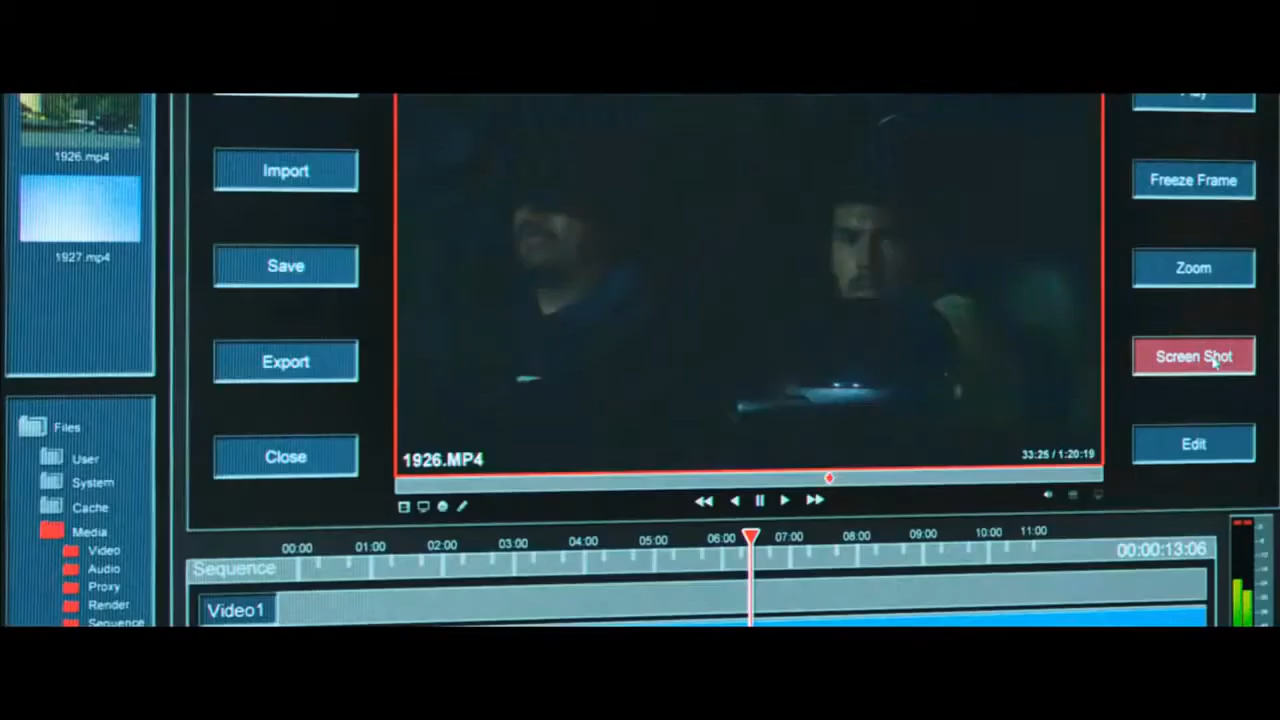 1926.mp4
1927.mp4
Files
User
System
Cache
Media
Video
Audio
Proxy
Render
Sequence
Import
Save
Export
Close
1926.MP4
33:25 / 1:20:19
Freeze Frame
Zoom
Screen Shot
Edit
00:00 01:00 02:00 03:00 04:00 05:00 06:00 07:00 08:00 09:00 10:00 11:00
Sequence
00:00:13:06
Video1